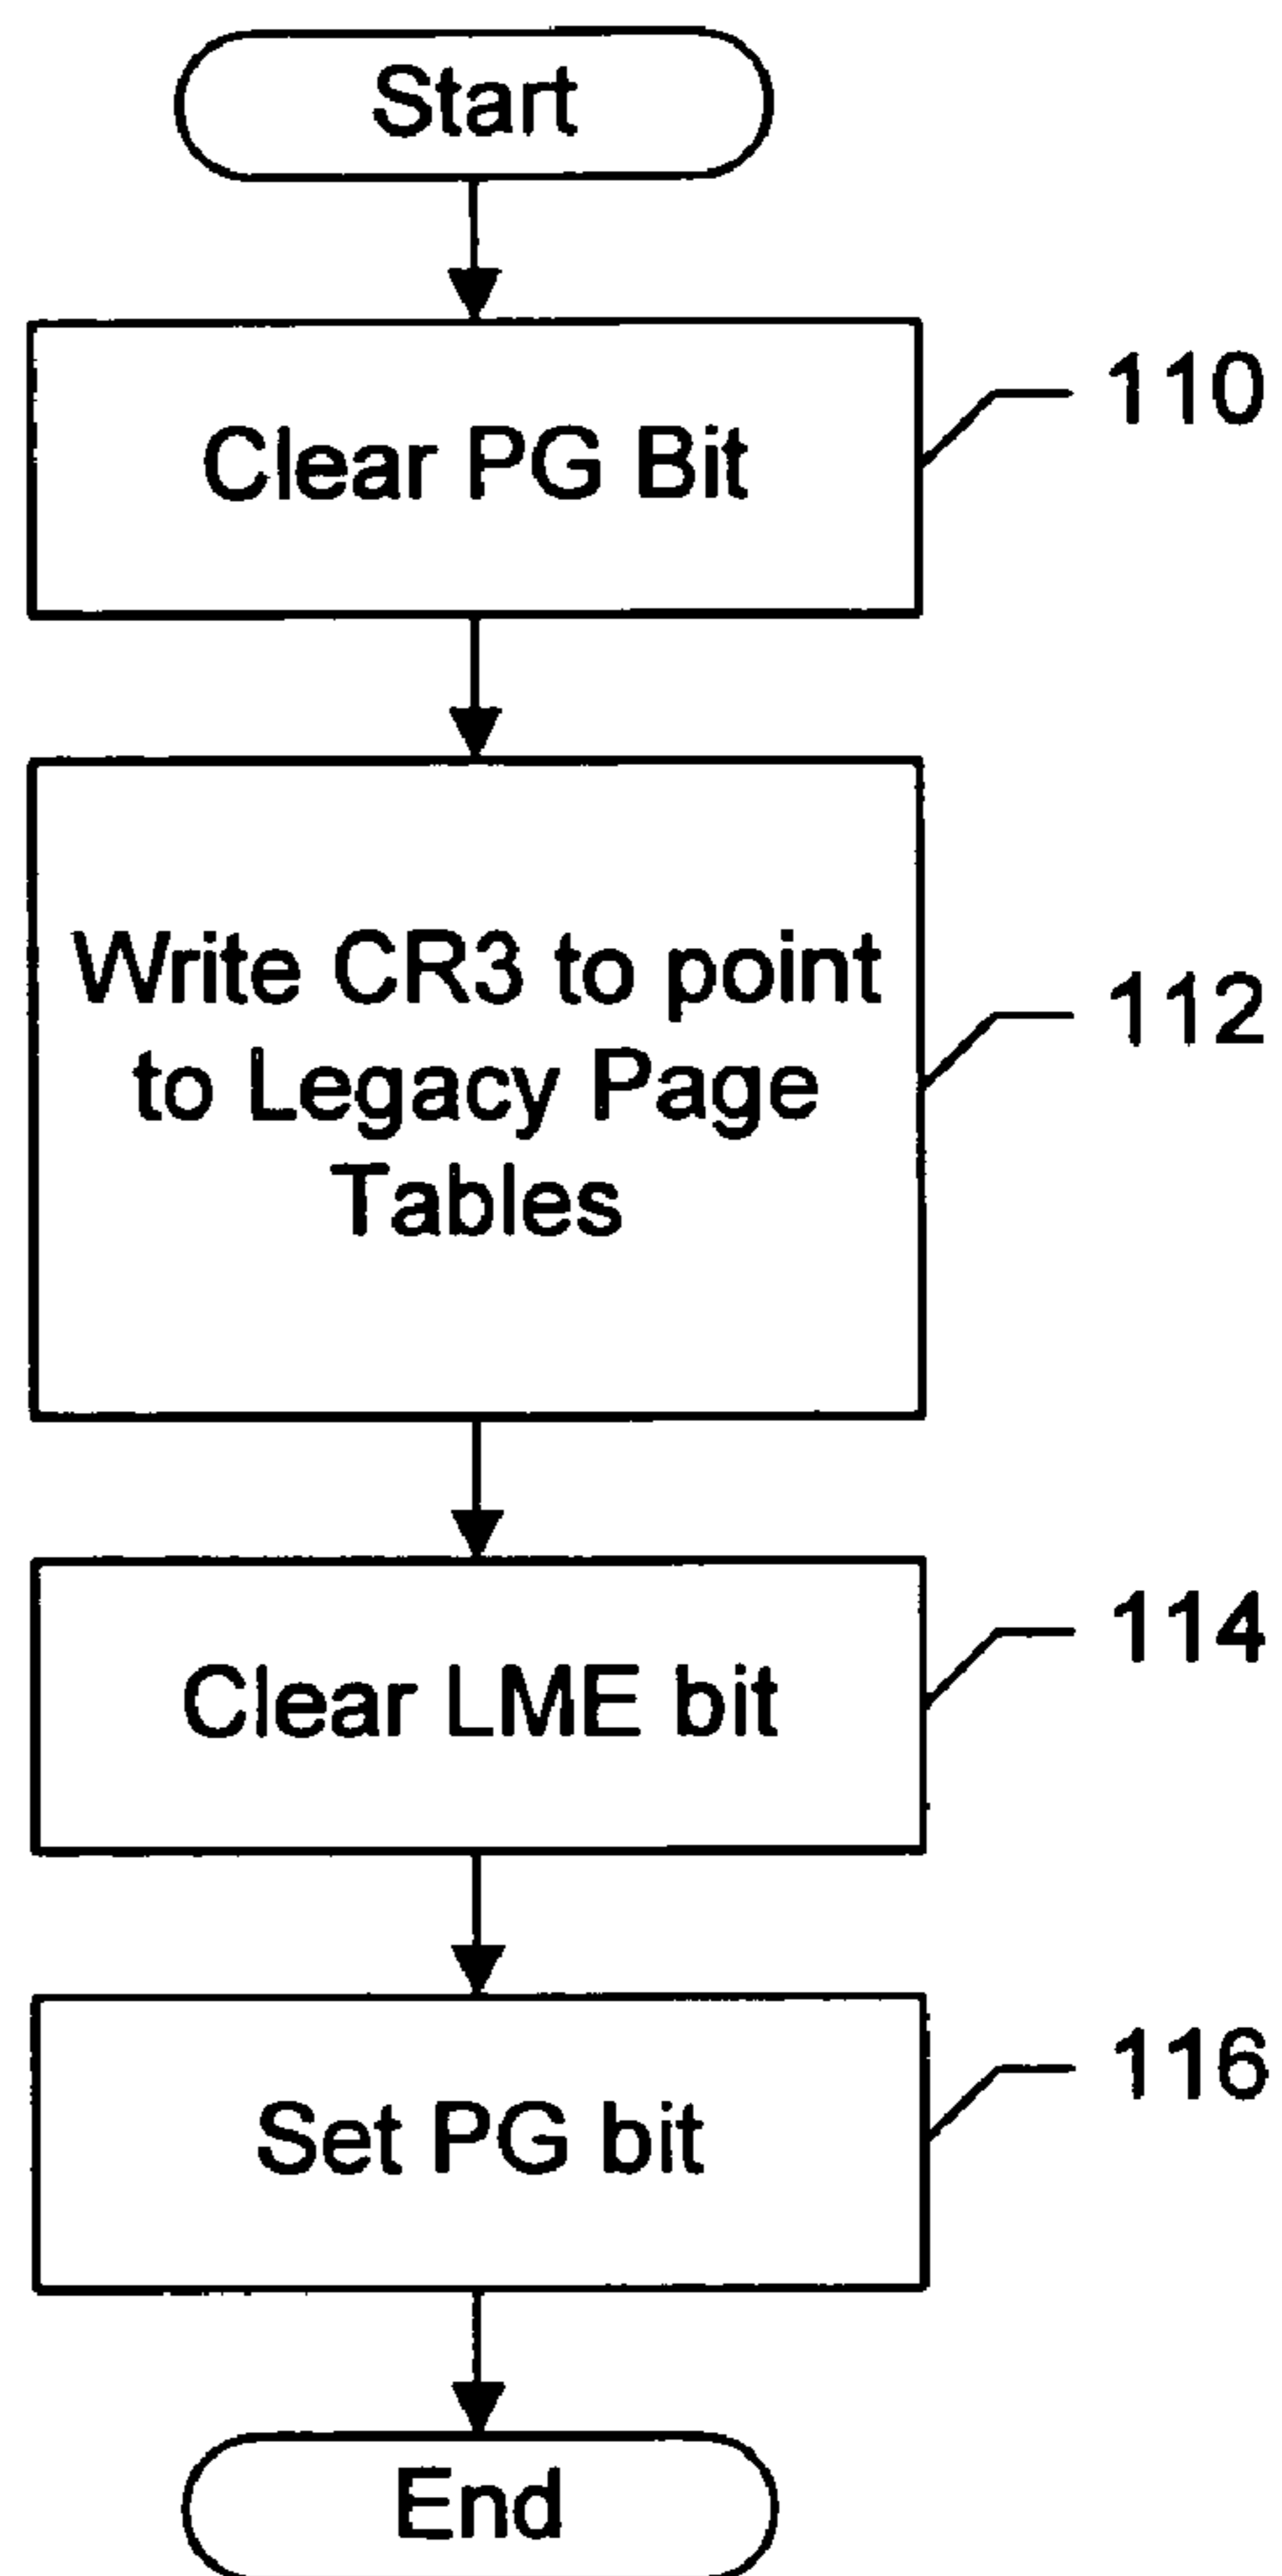 Start
Clear PG Bit
110
Write CR3 to point
to Legacy Page
Tables
112
Clear LME bit
114
Set PG bit
116
End